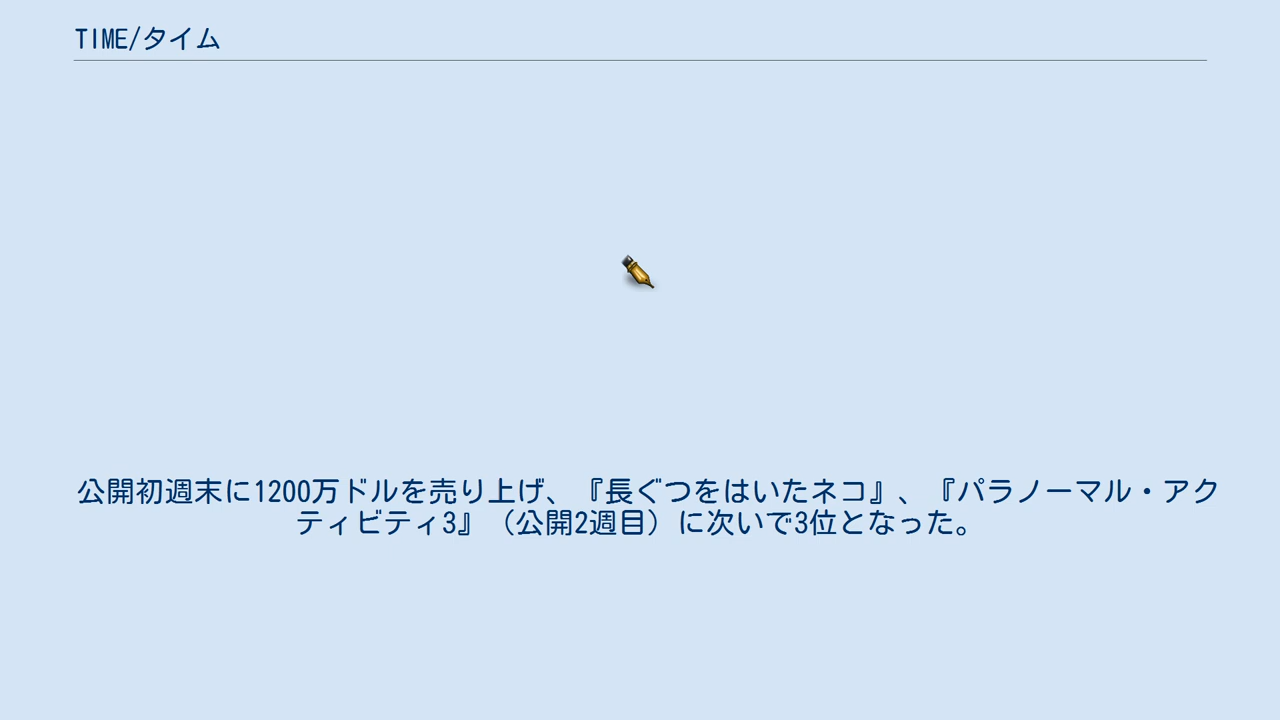 TIME/タイム
公開初週末に1200万ドルを売り上げ、『長ぐつをはいたネコ』、『パラノーマル・アク
ティビティ3』（公開2週目）に次いで3位となった。